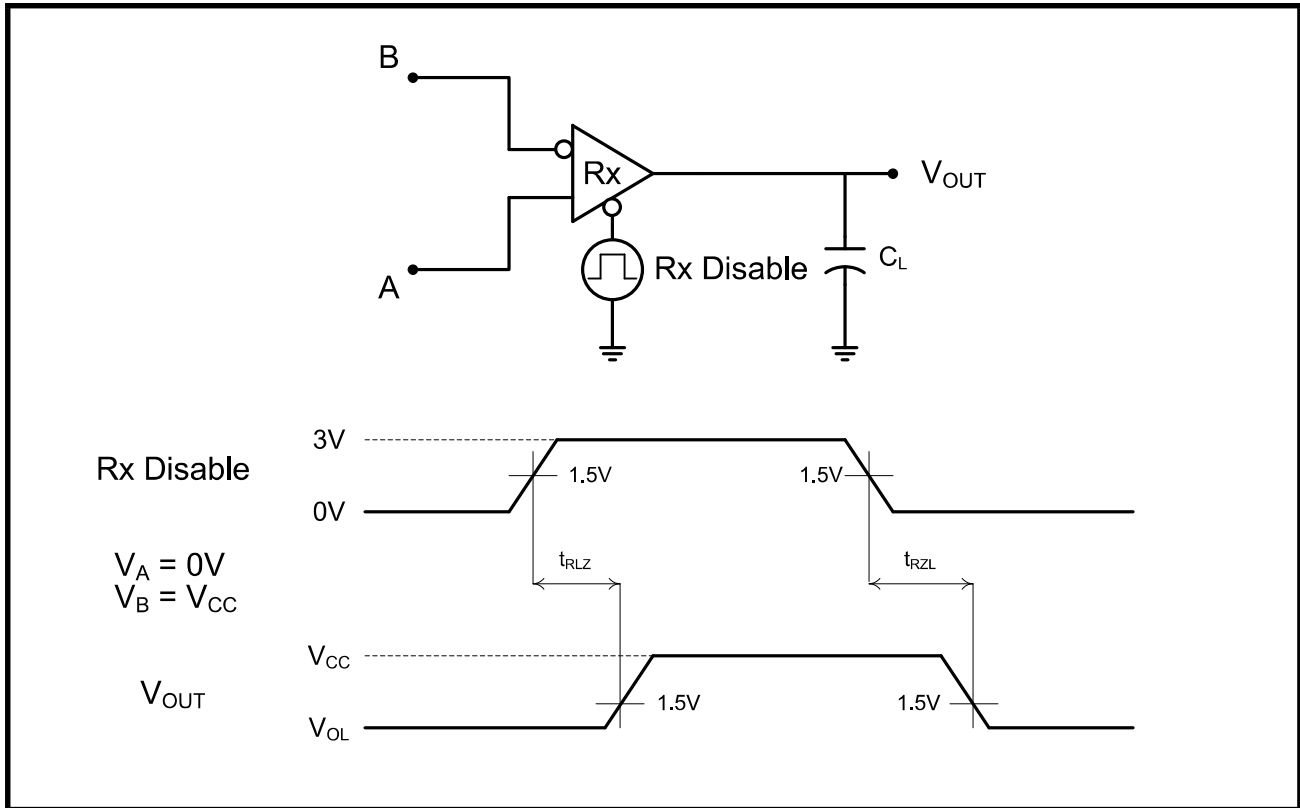 B
Rx
VOUT
A
Rx Disable
CL
3V
Rx Disable
1.5V
1.5V
0V
tRLZ
tRZL
VA = 0V
VB = VCC
VCC
VOUT
1.5V
1.5V
VOL